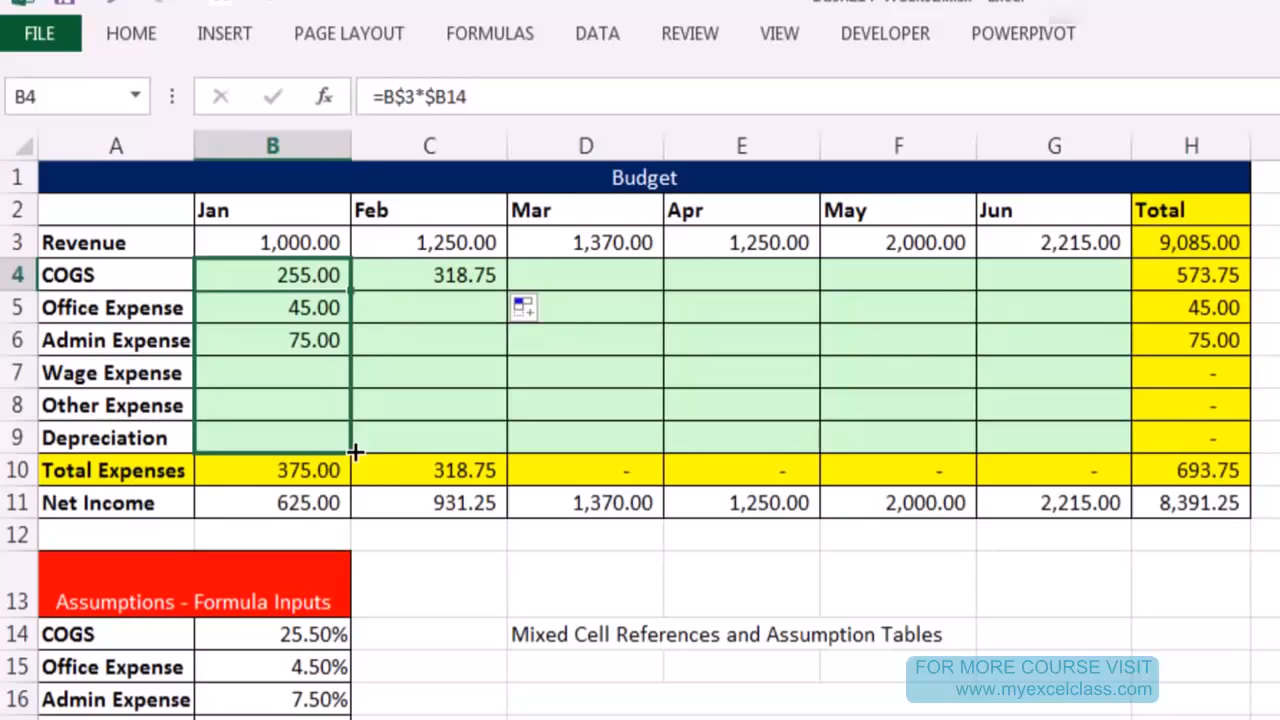 FILE HOME INSERT PAGE LAYOUT FORMULAS DATA REVIEW VIEW DEVELOPER POWERPIVOT
B4 fx =B$3*$B14
A B C D E F G H
1 Budget
2 Jan Feb Mar Apr May Jun Total
3 Revenue 1,000.00 1,250.00 1,370.00 1,250.00 2,000.00 2,215.00 9,085.00
4 COGS 255.00 318.75 573.75
5 Office Expense 45.00 45.00
6 Admin Expense 75.00 75.00
7 Wage Expense -
8 Other Expense -
9 Depreciation -
10 Total Expenses 375.00 318.75 - - - - 693.75
11 Net Income 625.00 931.25 1,370.00 1,250.00 2,000.00 2,215.00 8,391.25
12
13 Assumptions - Formula Inputs
14 COGS 25.50% Mixed Cell References and Assumption Tables
15 Office Expense 4.50%
16 Admin Expense 7.50%
FOR MORE COURSE VISIT
www.myexcelclass.com